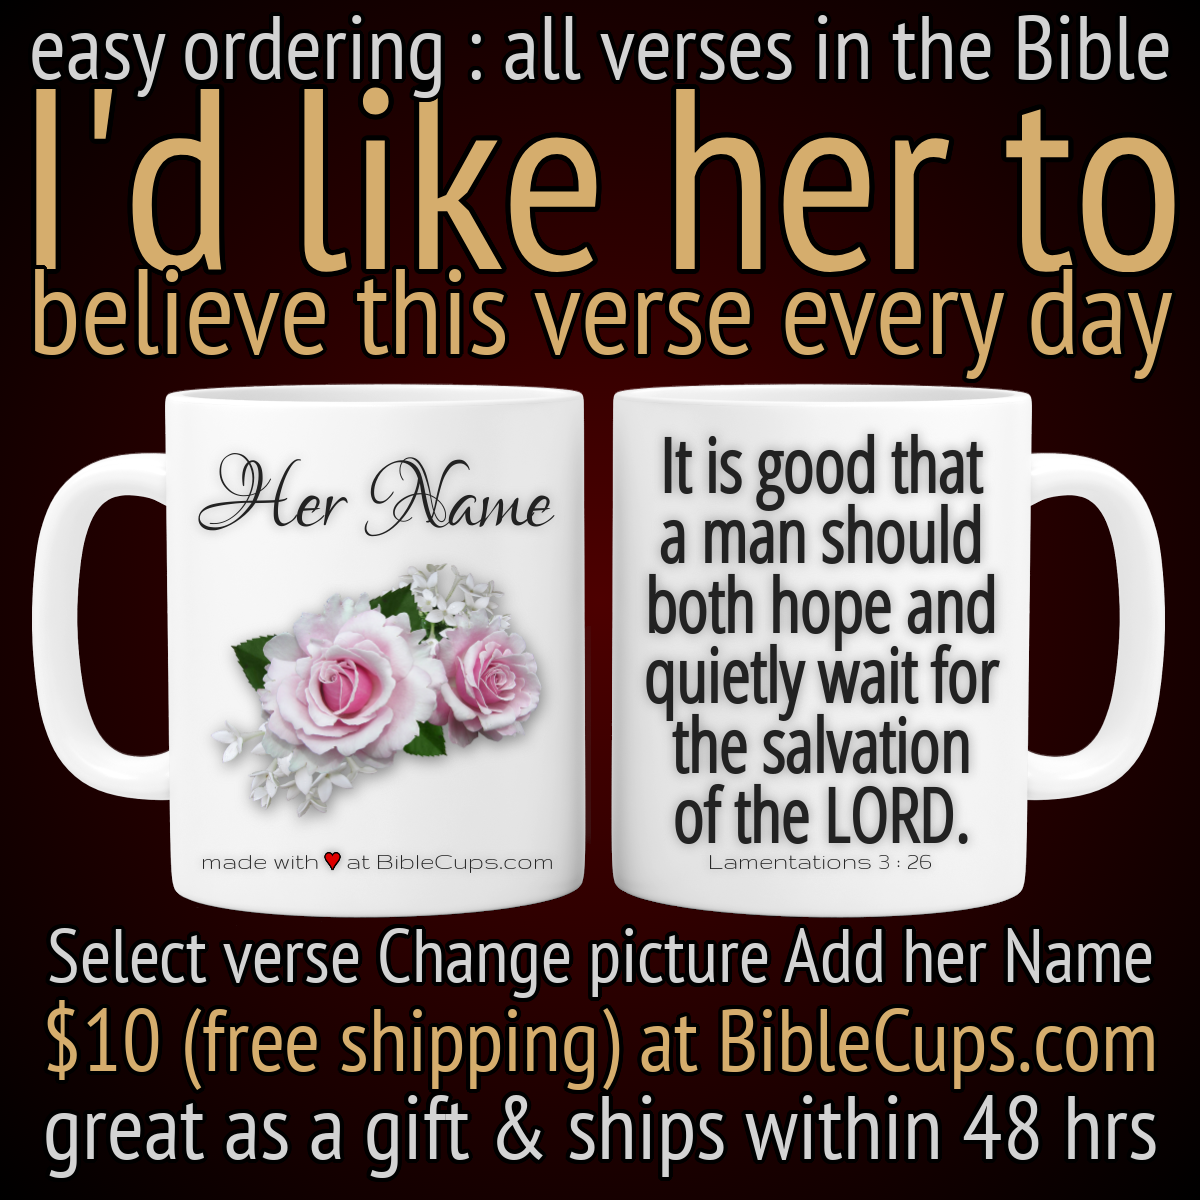 easy ordering : all verses in the Bible
I'd like her to
believe this verse every day
Her Name
made with ♥ at BibleCups.com
It is good that
a man should
both hope and
quietly wait for
the salvation
of the LORD.
Lamentations 3 : 26
Select verse Change picture Add her Name
$10 (free shipping) at BibleCups.com
great as a gift & ships within 48 hrs